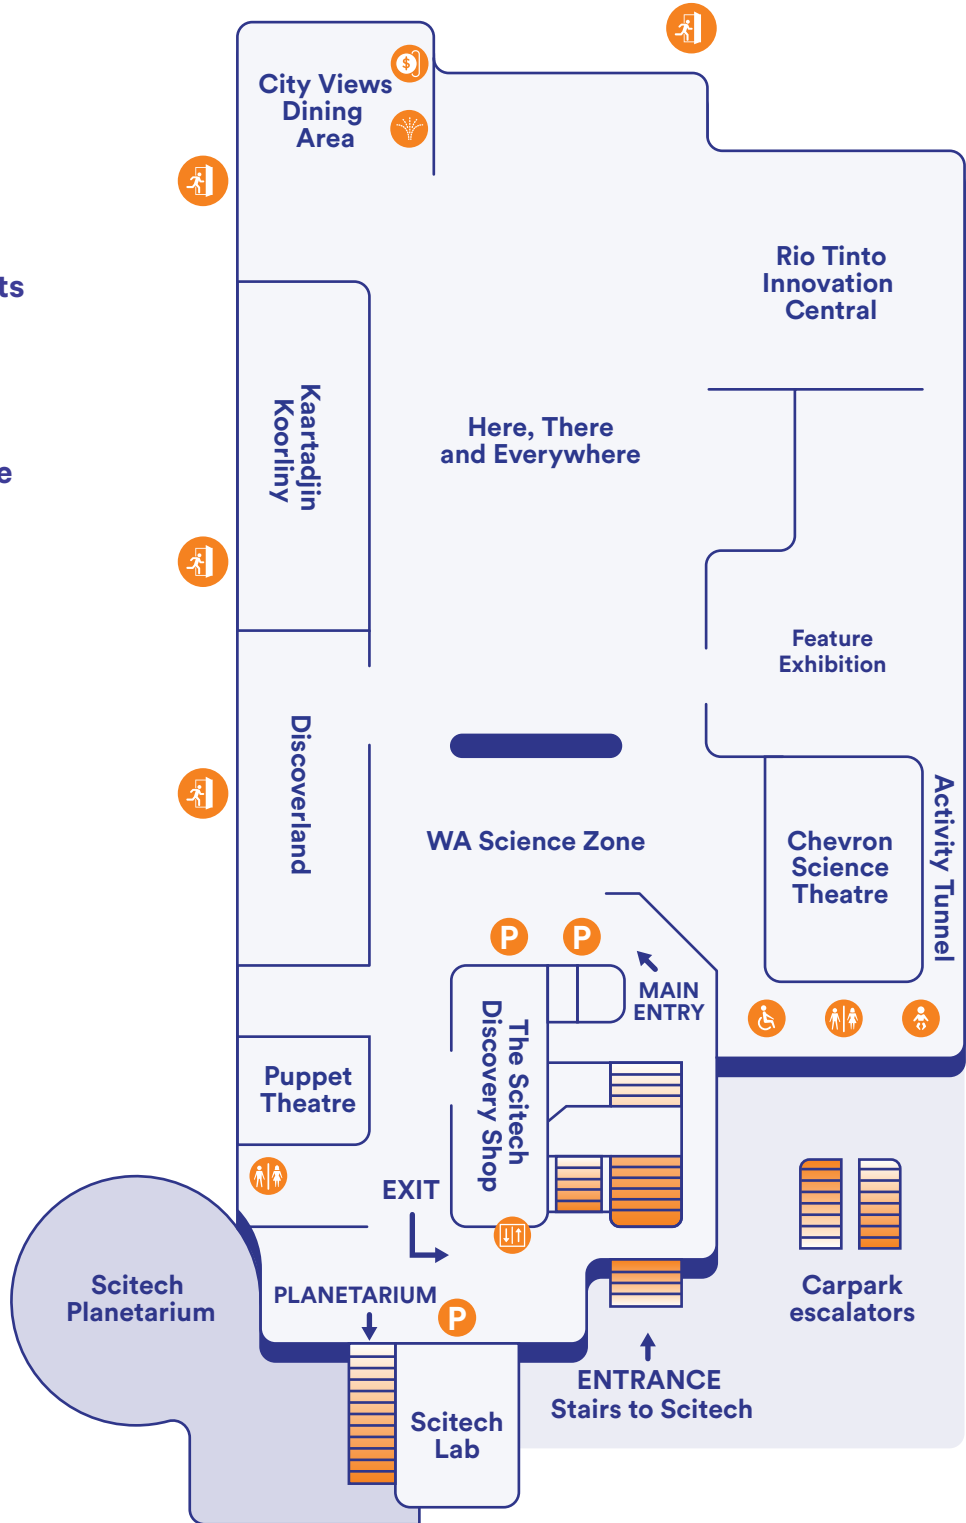 City Views
Dining
Area
$
Rio Tinto
Innovation
Central
ts
Kaartadjin
Koorliny
Here, There
and Everywhere
e
Feature
Exhibition
Discoverland
WA Science Zone
Chevron
Science
Theatre
Activity Tunnel
P
P
MAIN
ENTRY
The Scitech
Discovery Shop
Puppet
Theatre
EXIT
Scitech
Planetarium
PLANETARIUM
P
Carpark
escalators
ENTRANCE
Stairs to Scitech
Scitech
Lab